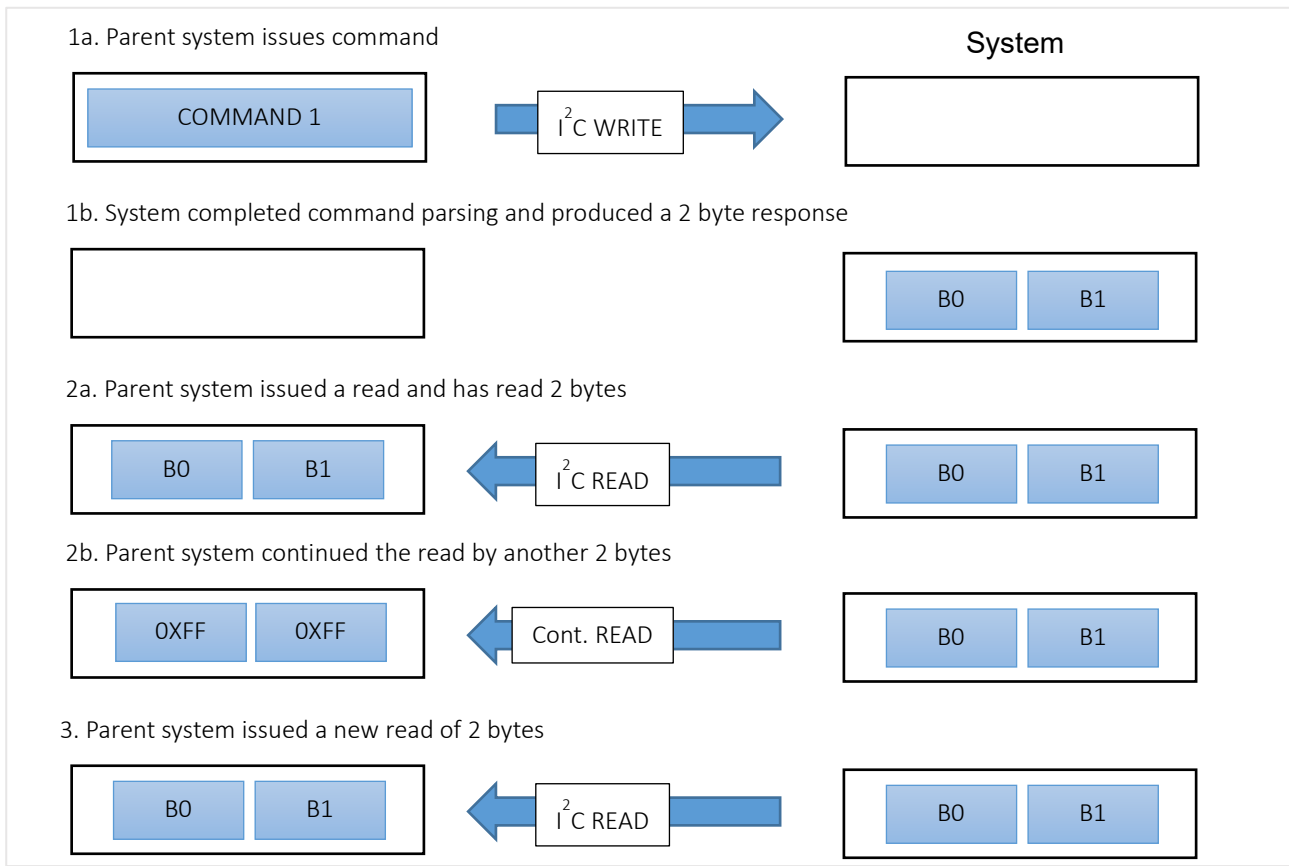 1a. Parent system issues command
System
COMMAND 1
I²C WRITE
1b. System completed command parsing and produced a 2 byte response
B0 B1
2a. Parent system issued a read and has read 2 bytes
B0 B1
I²C READ
B0 B1
2b. Parent system continued the read by another 2 bytes
0XFF 0XFF
Cont. READ
B0 B1
3. Parent system issued a new read of 2 bytes
B0 B1
I²C READ
B0 B1